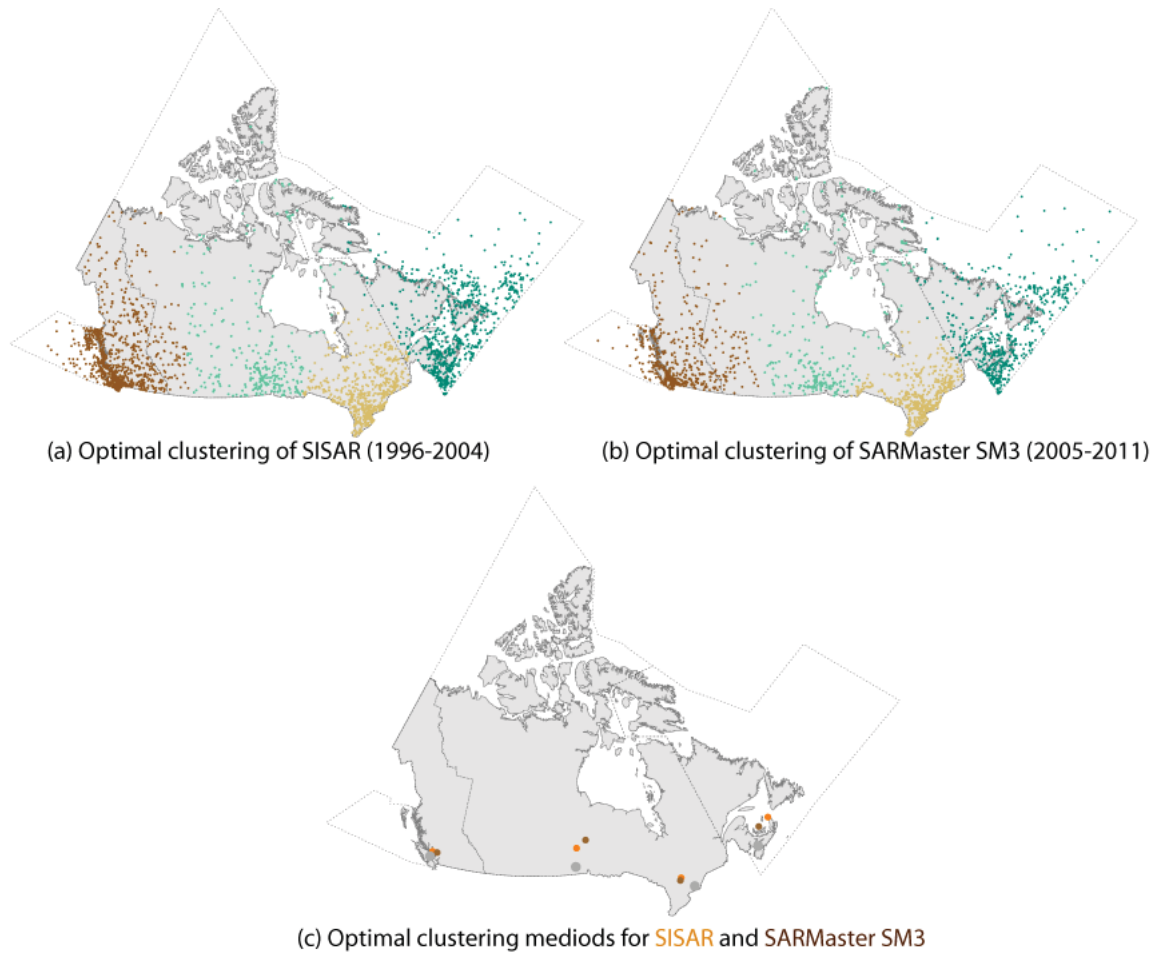 (a) Optimal clustering of SISAR (1996-2004)
(b) Optimal clustering of SARMaster SM3 (2005-2011)
(c) Optimal clustering mediods for SISAR and SARMaster SM3